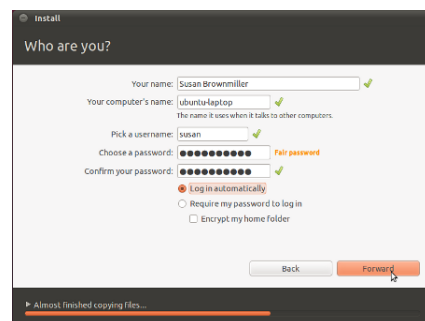 Install
Who are you?
Your name: Susan Brownmiller
Your computer's name: ubuntu-laptop
The name it uses when it talks to other computers.
Pick a username: susan
Choose a password: ●●●●●●●●●● Fair password
Confirm your password: ●●●●●●●●●●
Log in automatically
Require my password to log in
Encrypt my home folder
Back Forward
Almost finished copying files...